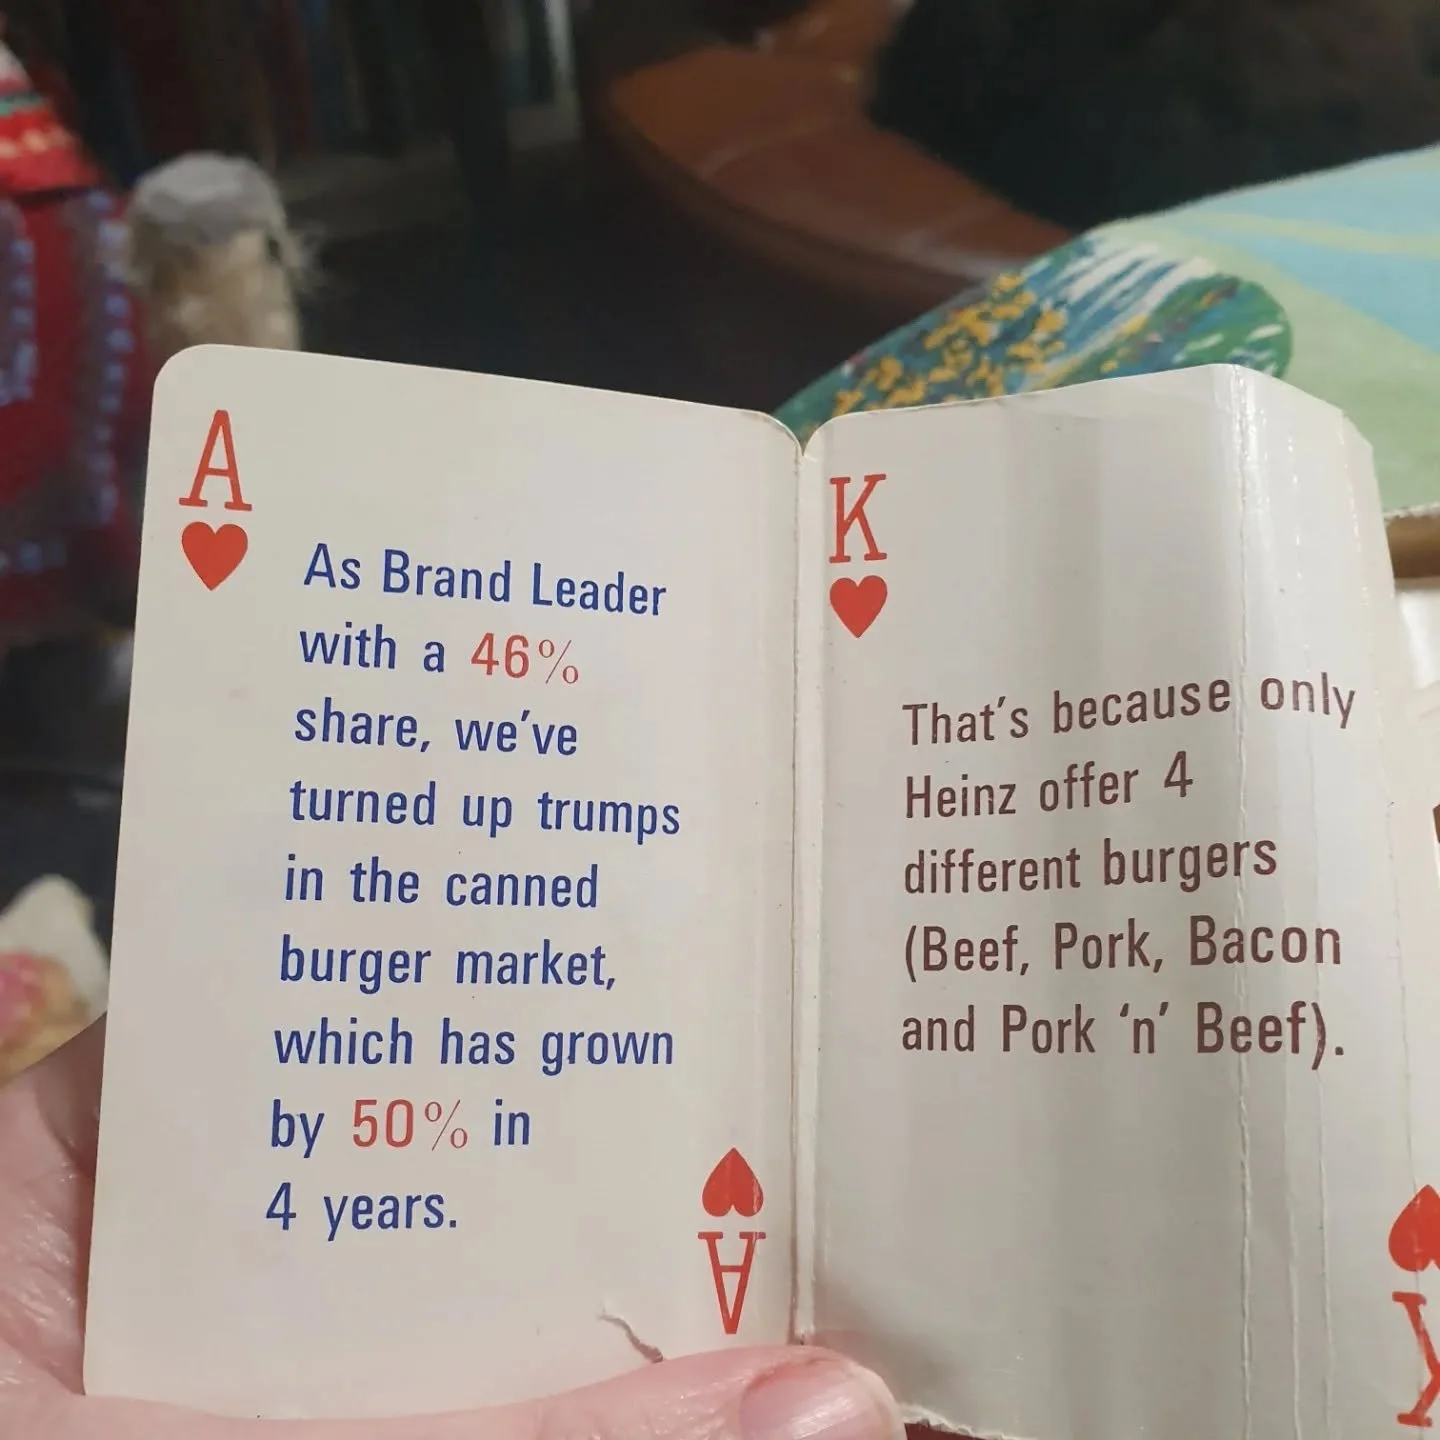 A
As Brand Leader
with a 46%
share, we've
turned up trumps
in the canned
burger market,
which has grown
by 50% in
4 years.
A
K
That's because only
Heinz offer 4
different burgers
(Beef, Pork, Bacon
and Pork 'n' Beef).
K